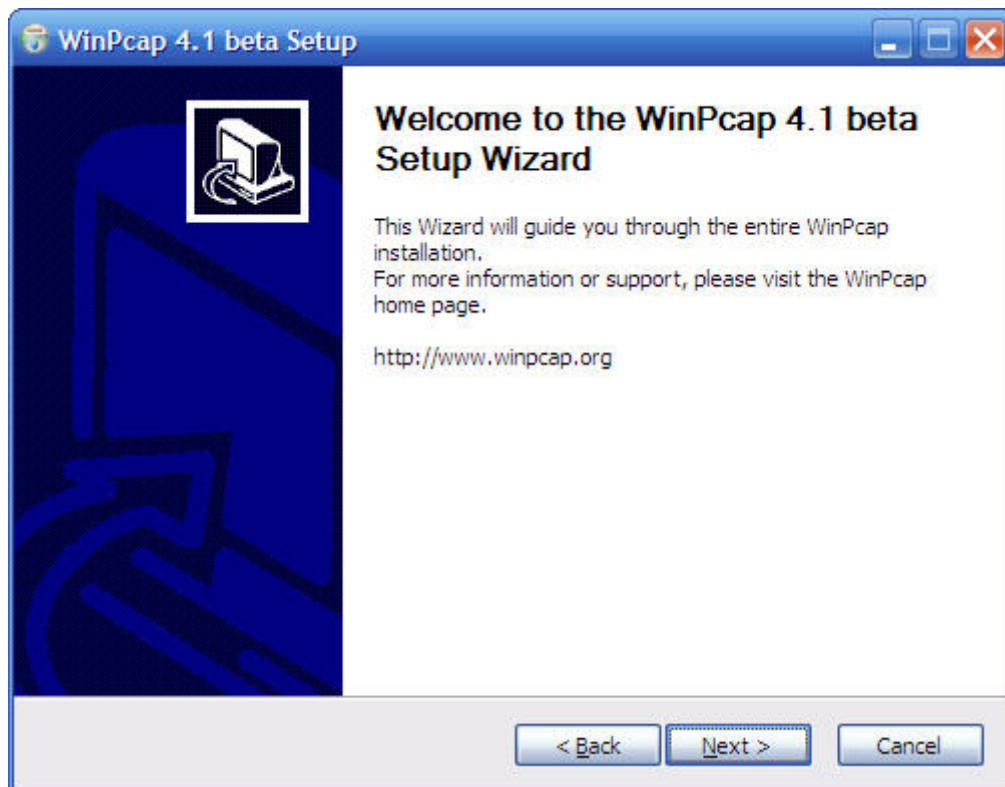 WinPcap 4.1 beta Setup
Welcome to the WinPcap 4.1 beta
Setup Wizard
This Wizard will guide you through the entire WinPcap
installation.
For more information or support, please visit the WinPcap
home page.
http://www.winpcap.org
< Back
Next >
Cancel